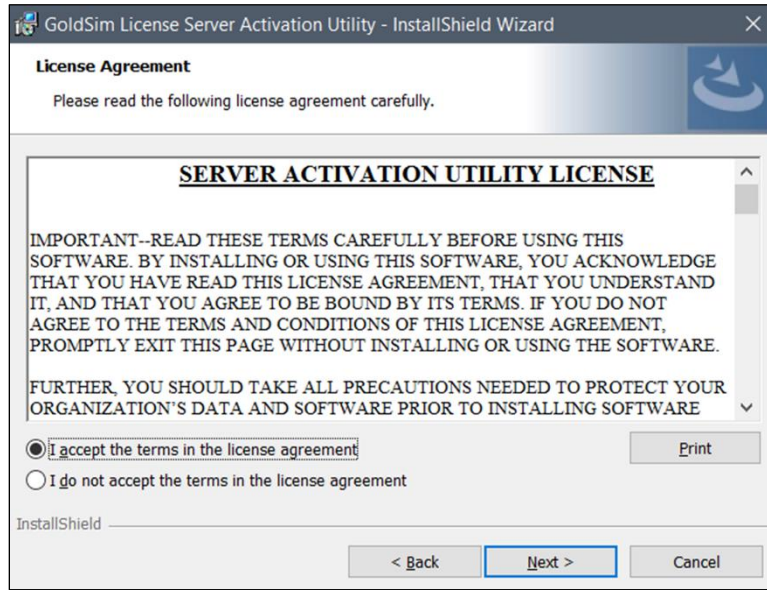 GoldSim License Server Activation Utility - InstallShield Wizard
License Agreement
Please read the following license agreement carefully.
SERVER ACTIVATION UTILITY LICENSE
IMPORTANT--READ THESE TERMS CAREFULLY BEFORE USING THIS
SOFTWARE. BY INSTALLING OR USING THIS SOFTWARE, YOU ACKNOWLEDGE
THAT YOU HAVE READ THIS LICENSE AGREEMENT, THAT YOU UNDERSTAND
IT, AND THAT YOU AGREE TO BE BOUND BY ITS TERMS. IF YOU DO NOT
AGREE TO THE TERMS AND CONDITIONS OF THIS LICENSE AGREEMENT,
PROMPTLY EXIT THIS PAGE WITHOUT INSTALLING OR USING THE SOFTWARE.
FURTHER, YOU SHOULD TAKE ALL PRECAUTIONS NEEDED TO PROTECT YOUR
ORGANIZATION’S DATA AND SOFTWARE PRIOR TO INSTALLING SOFTWARE
I accept the terms in the license agreement
Print
I do not accept the terms in the license agreement
InstallShield
< Back
Next >
Cancel